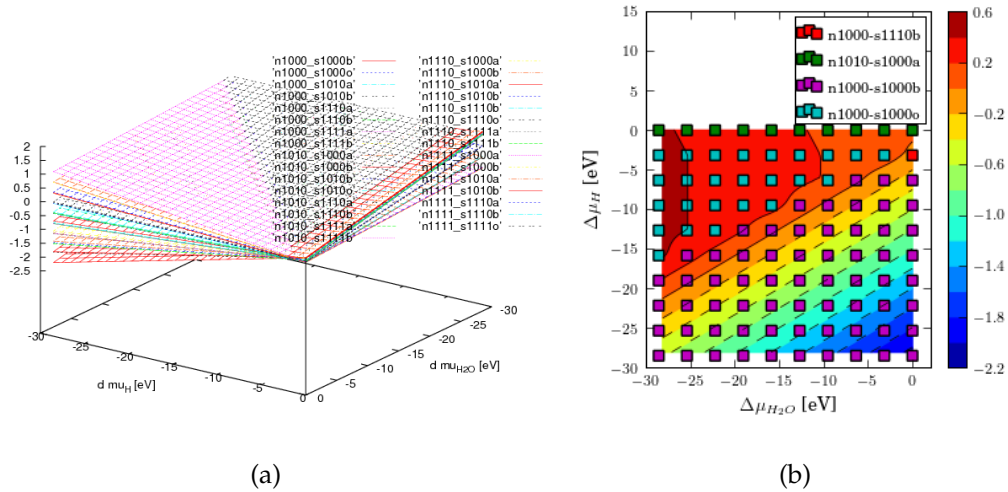 'n1000_s1000b'
'n1000_s1000o'
'n1000_s1010a'
'n1000_s1010b'
'n1000_s1110a'
'n1000_s1110b'
'n1000_s1111a'
'n1000_s1111b'
'n1010_s1000a'
'n1010_s1000b'
'n1010_s1010a'
'n1010_s1010o'
'n1010_s1010b'
'n1010_s1110a'
'n1010_s1110b'
'n1010_s1111a'
'n1010_s1111b'
'n1110_s1000a'
'n1110_s1000b'
'n1110_s1010a'
'n1110_s1010b'
'n1110_s1110b'
'n1110_s1110o'
'n1110_s1111a'
'n1110_s1111b'
'n1111_s1000a'
'n1111_s1010a'
'n1111_s1010b'
'n1111_s1110b'
'n1111_s1111o'
2
1.5
1
0.5
0
-0.5
-1
-1.5
-2
-2.5
-30
-25
-20
-15
-10
-5
0
d mu_H [eV]
0
-5
-10
-15
-20
-25
-30
d mu_H2O [eV]
(a)
n1000-s1110b
n1010-s1000a
n1000-s1000b
n1000-s1000o
15
10
5
0
−5
−10
−15
−20
−25
−30
Δμ_H [eV]
−30
−25
−20
−15
−10
−5
0
Δμ_H₂O [eV]
0.6
0.2
−0.2
−0.6
−1.0
−1.4
−1.8
−2.2
(b)